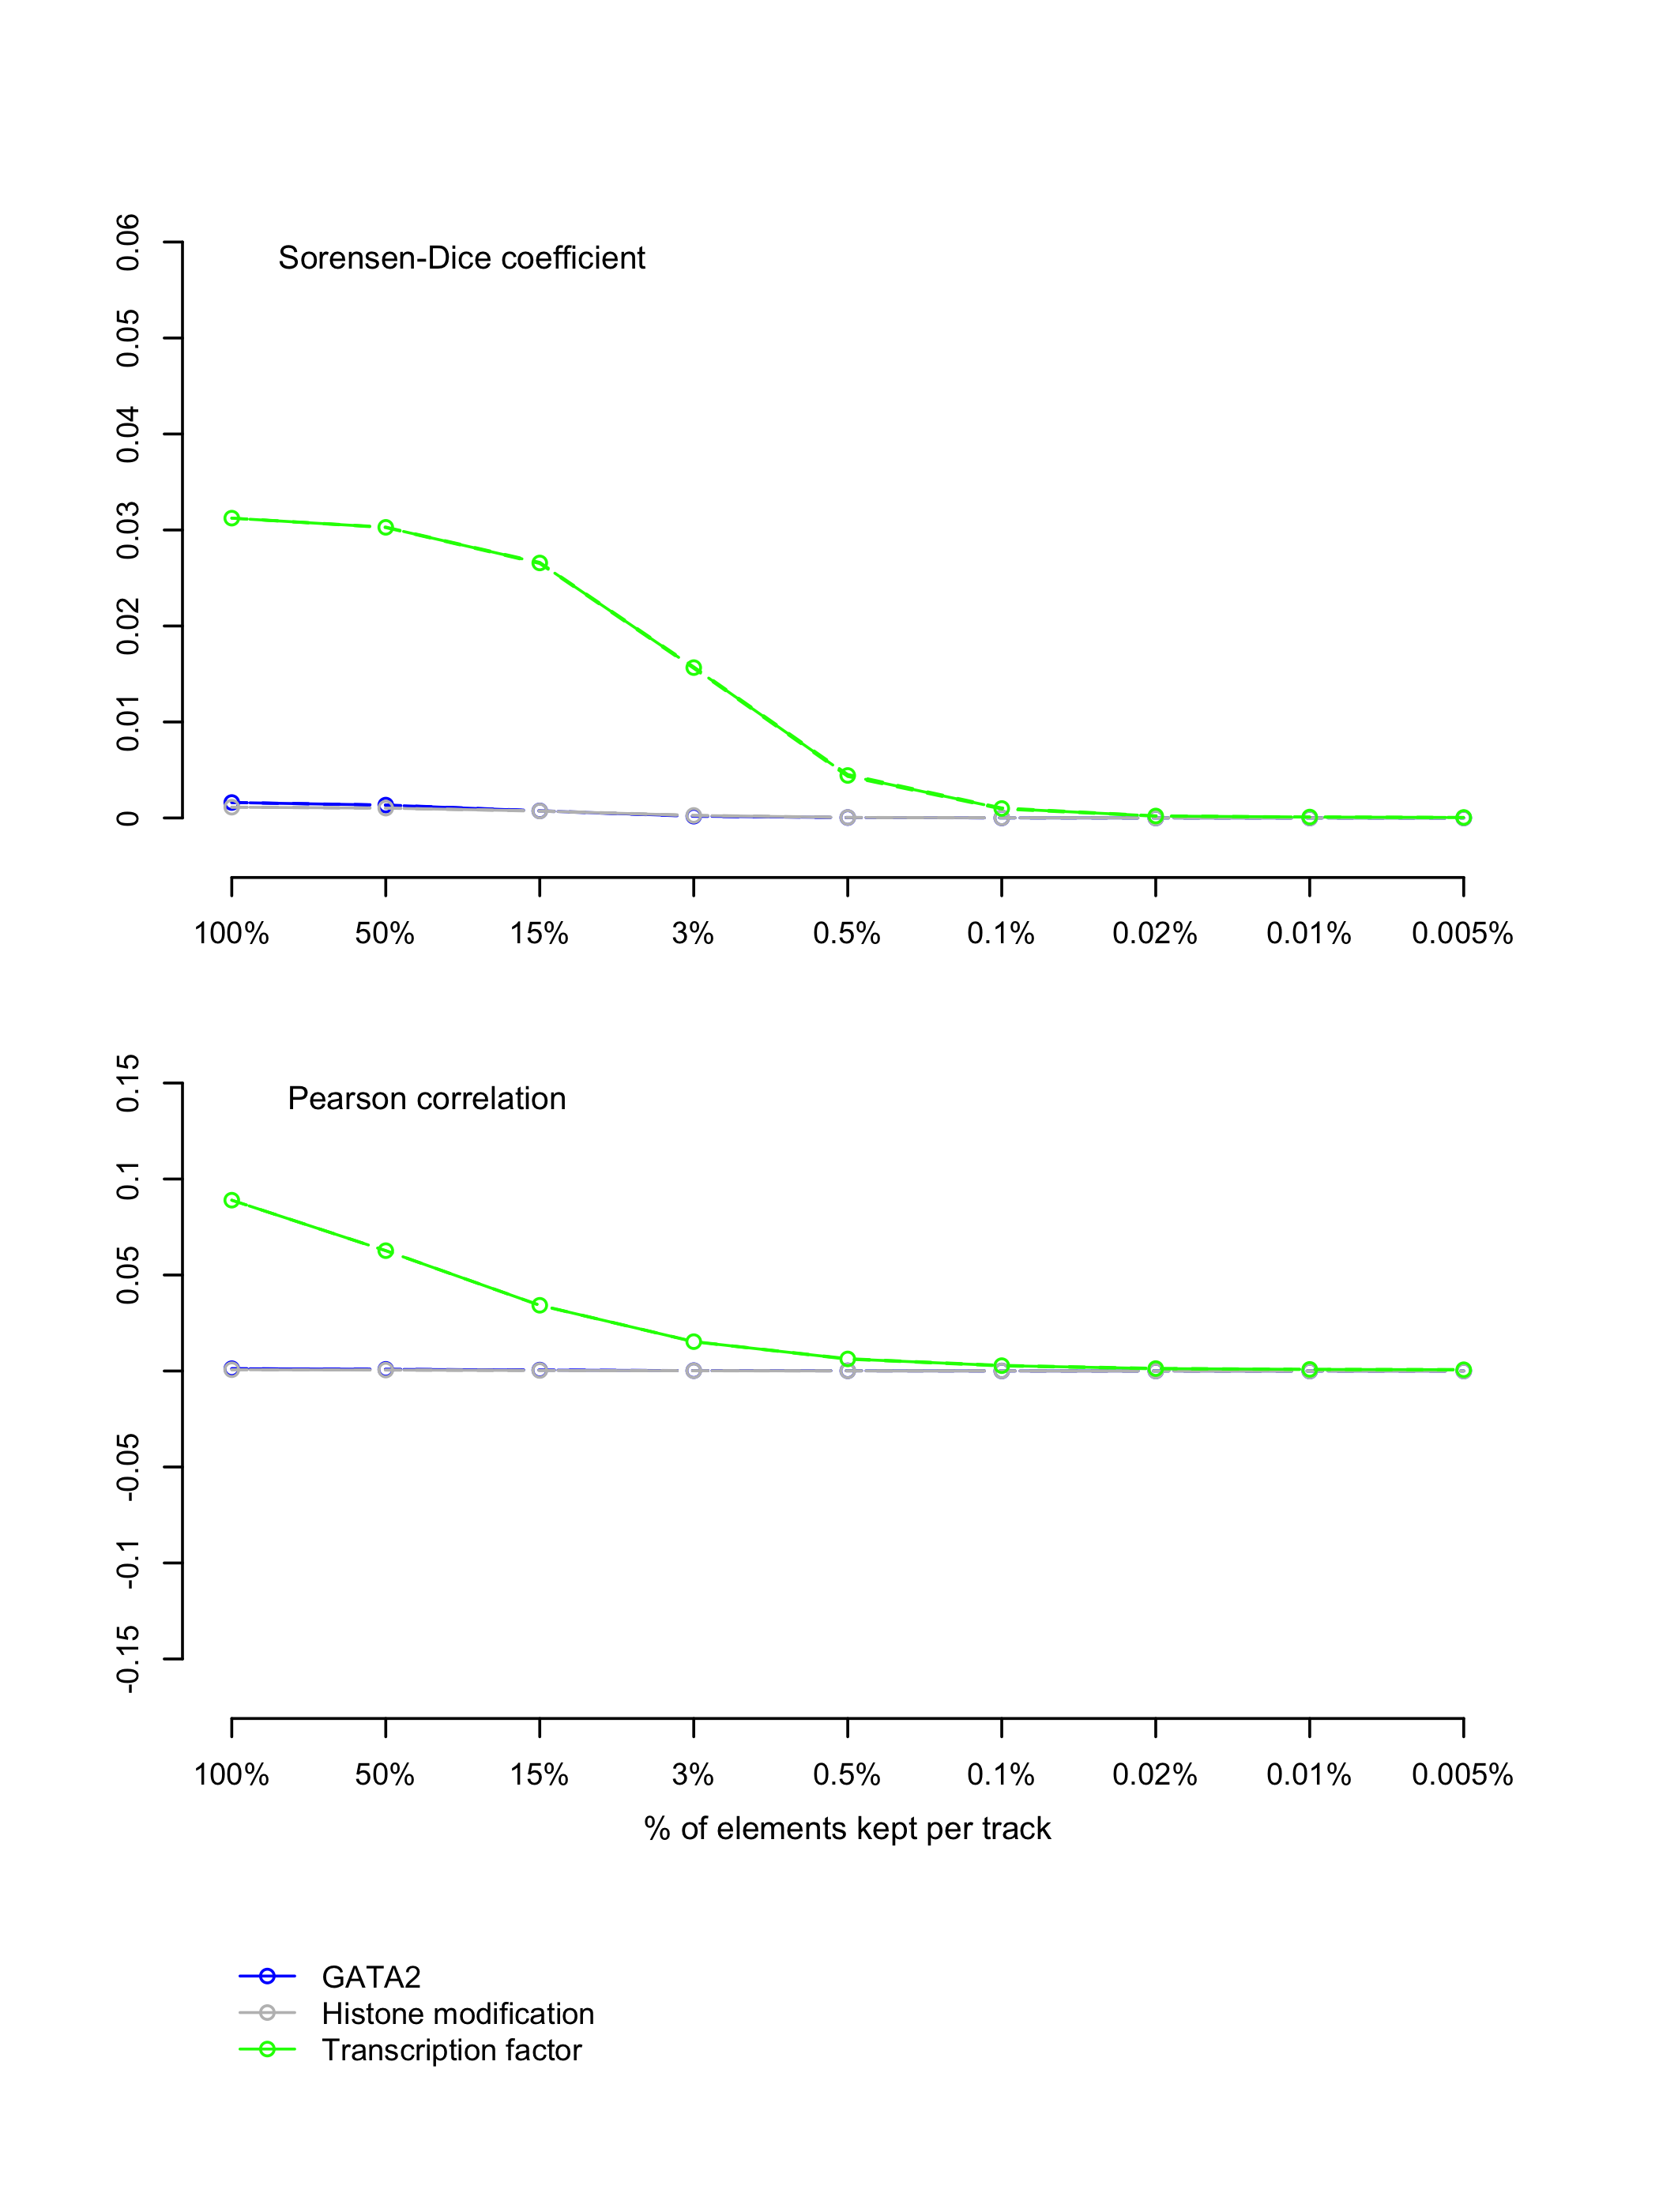 Sorensen-Dice coefficient
0.06
0.05
0.04
0.03
0.02
0.01
0
100% 50% 15% 3% 0.5% 0.1% 0.02% 0.01% 0.005%
Pearson correlation
0.15
0.1
0.05
-0.05
-0.1
-0.15
100% 50% 15% 3% 0.5% 0.1% 0.02% 0.01% 0.005%
% of elements kept per track
GATA2
Histone modification
Transcription factor